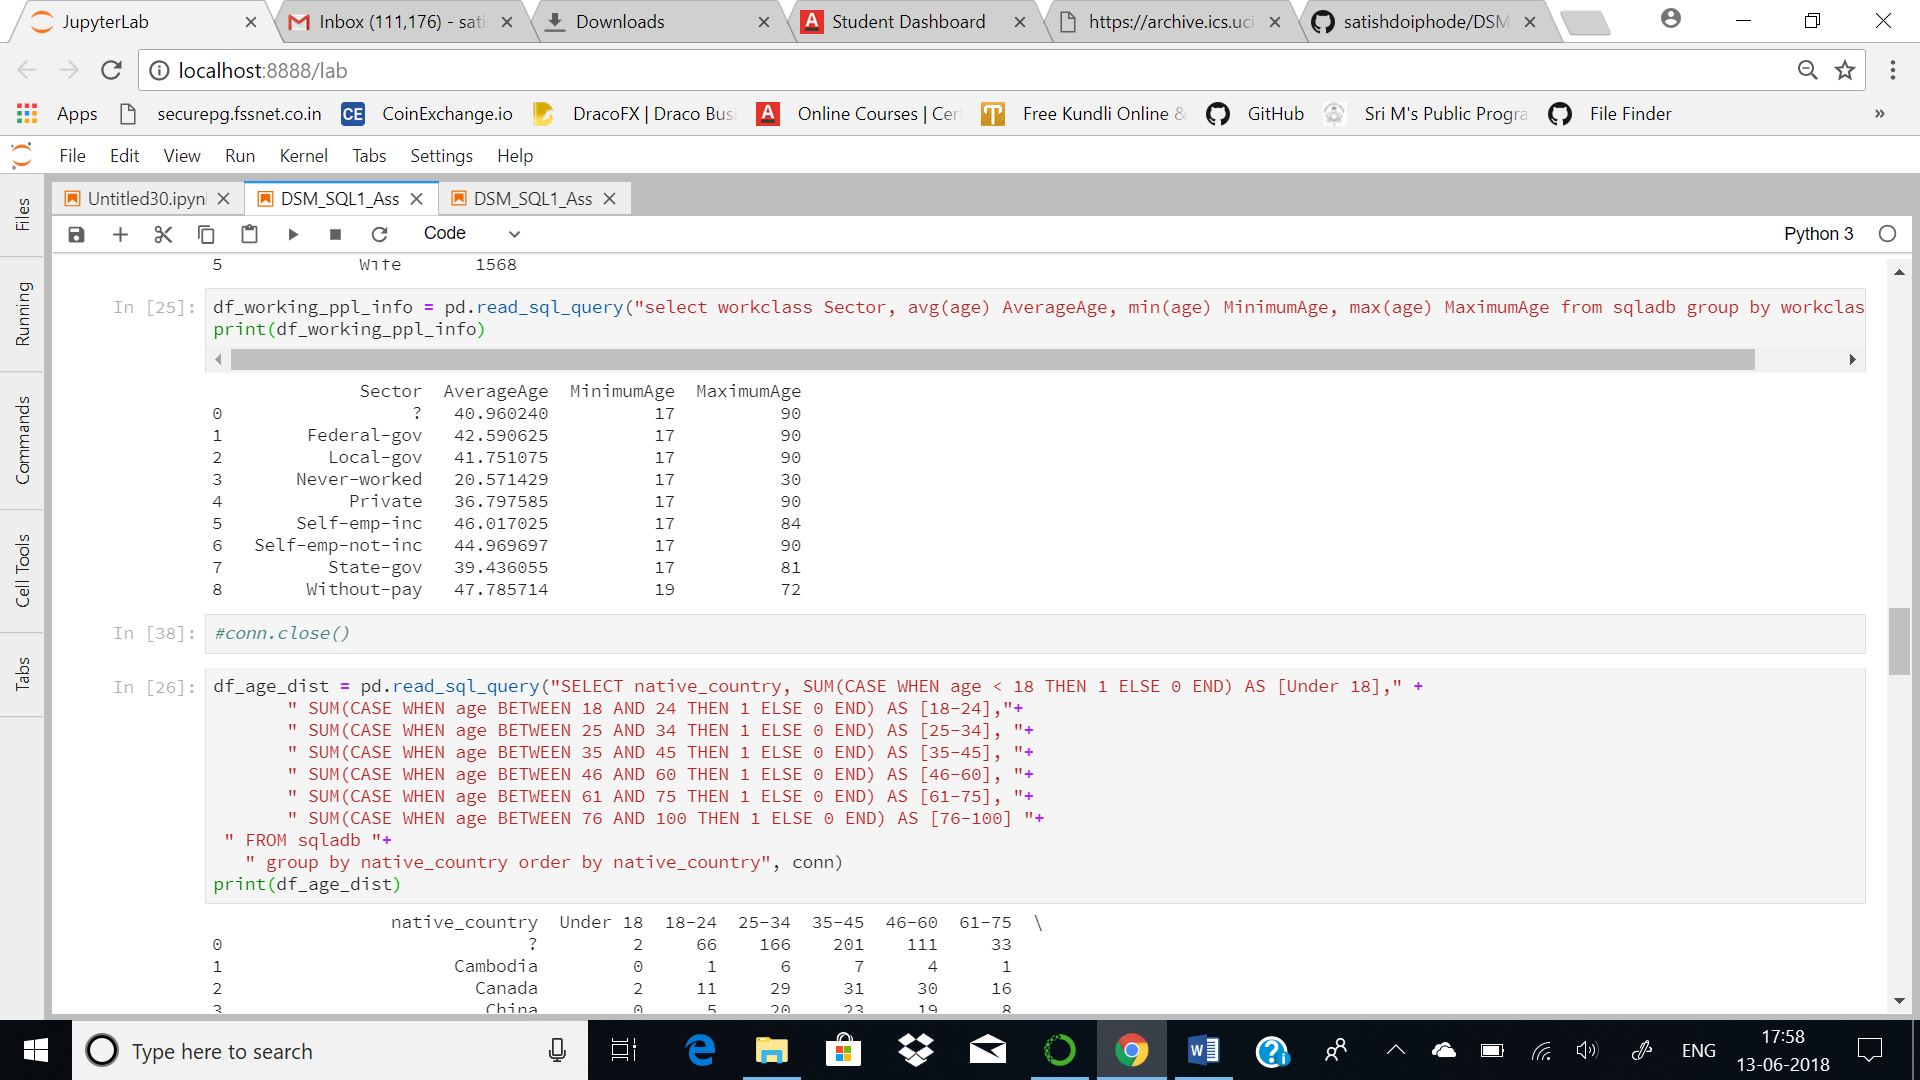 JupyterLab
Inbox (111,176) - sati
Downloads
Student Dashboard
https://archive.ics.uci
satishdoiphode/DSM
localhost:8888/lab
Apps
securepg.fssnet.co.in
CE CoinExchange.io
DracoFX | Draco Busi
A Online Courses | Cer
T Free Kundli Online &
GitHub
Sri M's Public Progra
File Finder
»
File Edit View Run Kernel Tabs Settings Help
Untitled30.ipyn
DSM_SQL1_Ass
DSM_SQL1_Ass
Code
Python 3
Files
Running
Commands
Cell Tools
Tabs
5 Wife 1568
In [25]: df_working_ppl_info = pd.read_sql_query("select workclass Sector, avg(age) AverageAge, min(age) MinimumAge, max(age) MaximumAge from sqladb group by workclas
print(df_working_ppl_info)
Sector AverageAge MinimumAge MaximumAge
0 ? 40.960240 17 90
1 Federal-gov 42.590625 17 90
2 Local-gov 41.751075 17 90
3 Never-worked 20.571429 17 30
4 Private 36.797585 17 90
5 Self-emp-inc 46.017025 17 84
6 Self-emp-not-inc 44.969697 17 90
7 State-gov 39.436055 17 81
8 Without-pay 47.785714 19 72
In [38]: #conn.close()
In [26]: df_age_dist = pd.read_sql_query("SELECT native_country, SUM(CASE WHEN age < 18 THEN 1 ELSE 0 END) AS [Under 18]," +
" SUM(CASE WHEN age BETWEEN 18 AND 24 THEN 1 ELSE 0 END) AS [18-24],"+
" SUM(CASE WHEN age BETWEEN 25 AND 34 THEN 1 ELSE 0 END) AS [25-34], "+
" SUM(CASE WHEN age BETWEEN 35 AND 45 THEN 1 ELSE 0 END) AS [35-45], "+
" SUM(CASE WHEN age BETWEEN 46 AND 60 THEN 1 ELSE 0 END) AS [46-60], "+
" SUM(CASE WHEN age BETWEEN 61 AND 75 THEN 1 ELSE 0 END) AS [61-75], "+
" SUM(CASE WHEN age BETWEEN 76 AND 100 THEN 1 ELSE 0 END) AS [76-100] "+
" FROM sqladb "+
" group by native_country order by native_country", conn)
print(df_age_dist)
native_country Under 18 18-24 25-34 35-45 46-60 61-75 \
0 ? 2 66 166 201 111 33
1 Cambodia 0 1 6 7 4 1
2 Canada 2 11 29 31 30 16
3 China 0 5 20 23 19 8
Type here to search
ENG
17:58
13-06-2018